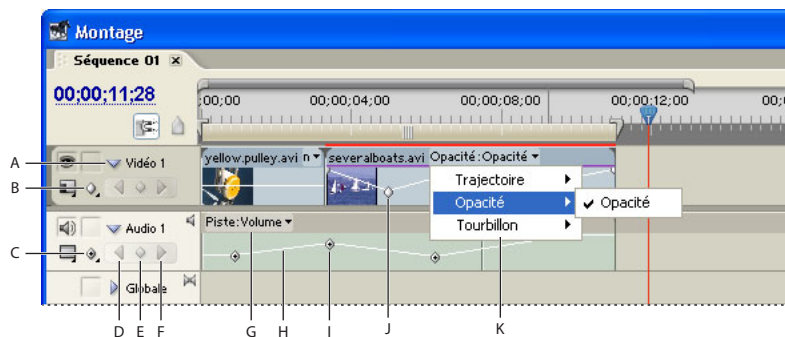 Montage
Séquence 01 ×
00;00;11;28
;00;00 00;00;04;00 00;00;08;00 00;00;12;00 00;
A
Vidéo 1
yellow.pulley.avi n severalboats.avi Opacité:Opacité
B
Trajectoire
Opacité
✔ Opacité
Tourbillon
Audio 1
Piste:Volume
C
Globale
D E F G H I J K